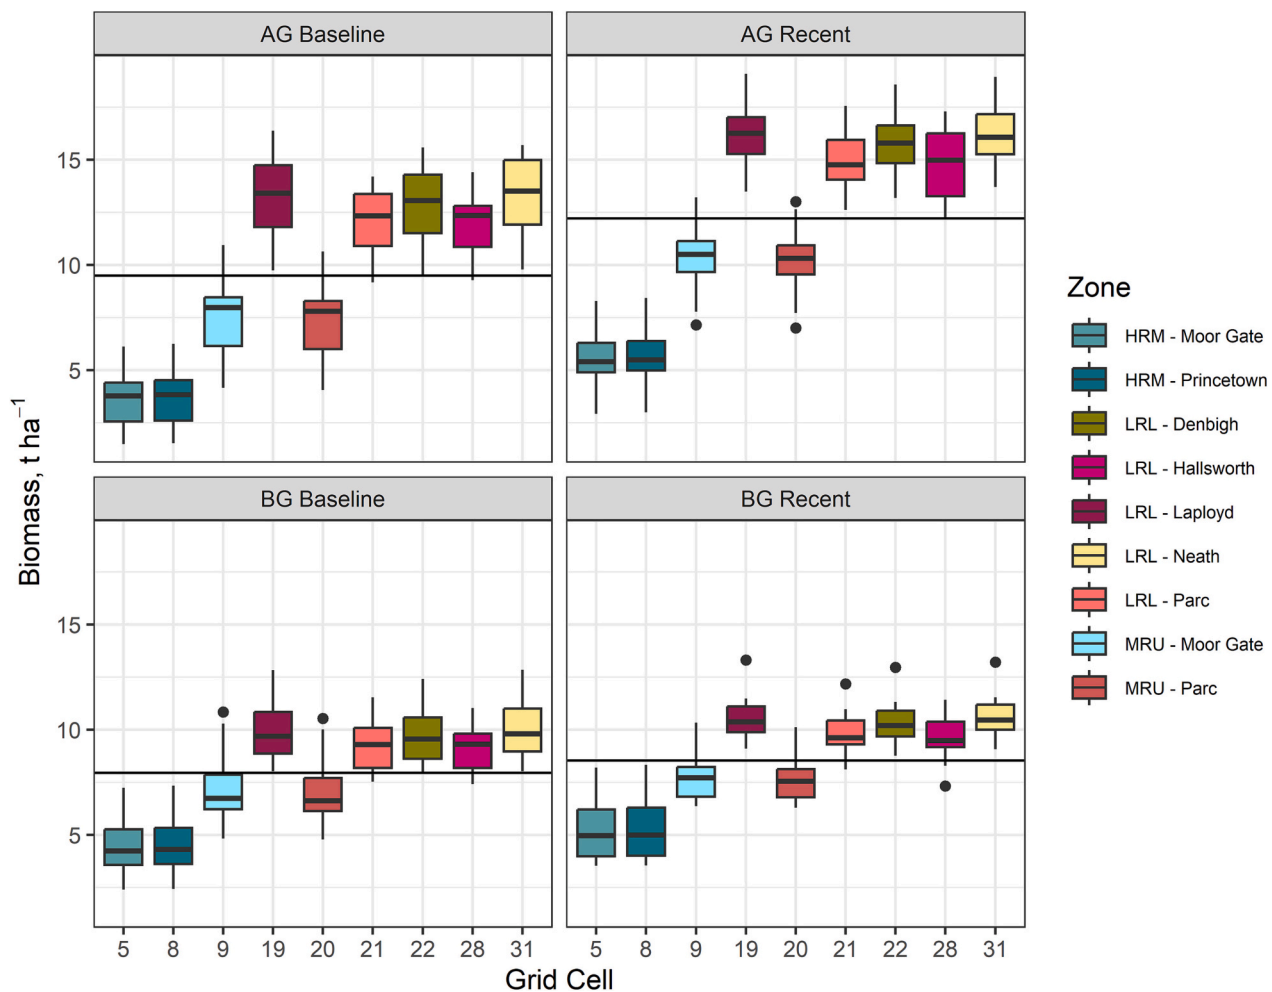 AG Baseline
AG Recent
15
10
5
BG Baseline
BG Recent
15
10
5
5 8 9 19 20 21 22 28 31
5 8 9 19 20 21 22 28 31
Grid Cell
Biomass, t ha⁻¹
Zone
HRM - Moor Gate
HRM - Princetown
LRL - Denbigh
LRL - Hallsworth
LRL - Laployd
LRL - Neath
LRL - Parc
MRU - Moor Gate
MRU - Parc